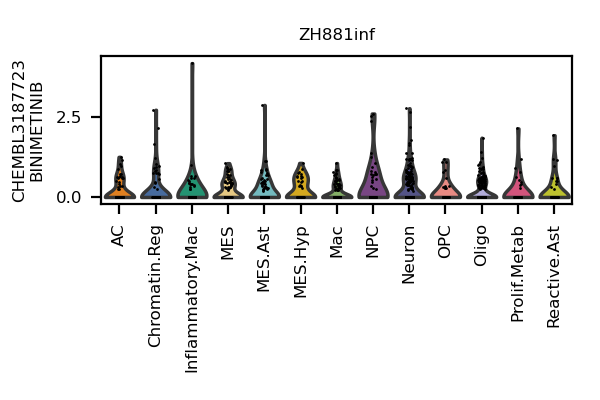 ZH881inf
CHEMBL3187723
BINIMETINIB
2.5
0.0
AC
Chromatin.Reg
Inflammatory.Mac
MES
MES.Ast
MES.Hyp
Mac
NPC
Neuron
OPC
Oligo
Prolif.Metab
Reactive.Ast